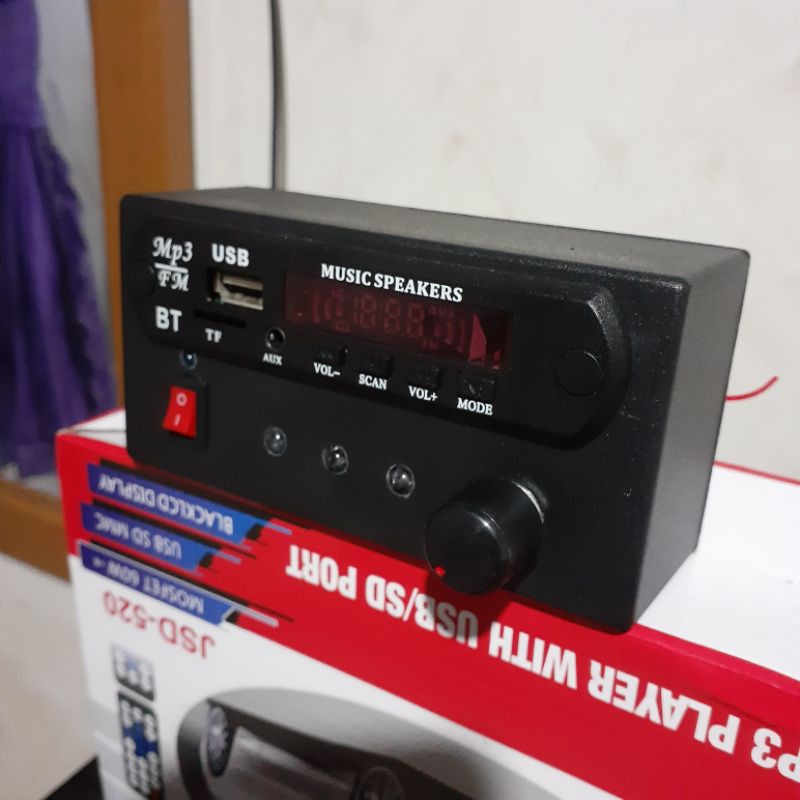 Mp3
FM
USB
MUSIC SPEAKERS
BT
TF
AUX
VOL-
SCAN
VOL+
MODE
BLACKLCD DISPLAY
USB SD MMC
MOSFET 60W
JSD-520
P3 PLAYER WITH USB/SD PORT